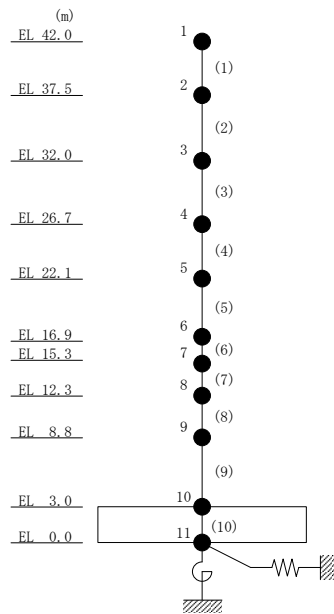 (m)
EL 42.0 1
(1)
EL 37.5 2
(2)
EL 32.0 3
(3)
EL 26.7 4
(4)
EL 22.1 5
(5)
EL 16.9 6
(6)
EL 15.3 7
(7)
EL 12.3 8
(8)
EL 8.8 9
(9)
EL 3.0 10
(10)
EL 0.0 11